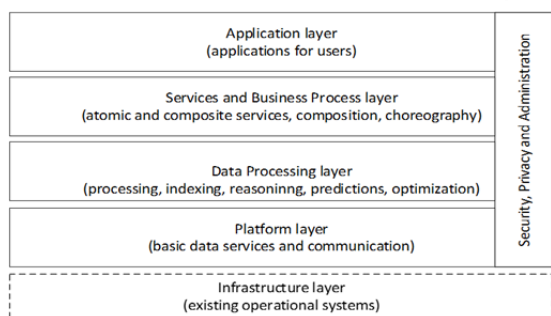 Application layer
(applications for users)
Services and Business Process layer
(atomic and composite services, composition, choreography)
Data Processing layer
(processing, indexing, reasoninng, predictions, optimization)
Platform layer
(basic data services and communication)
Infrastructure layer
(existing operational systems)
Security, Privacy and Administration